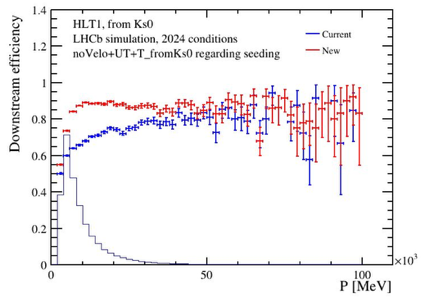 HLT1, from Ks0
LHCb simulation, 2024 conditions
noVelo+UT+T_fromKs0 regarding seeding
Current
New
Downstream efficiency
1.4
1.2
1
0.8
0.6
0.4
0.2
0
0 50 100
×10³
P [MeV]